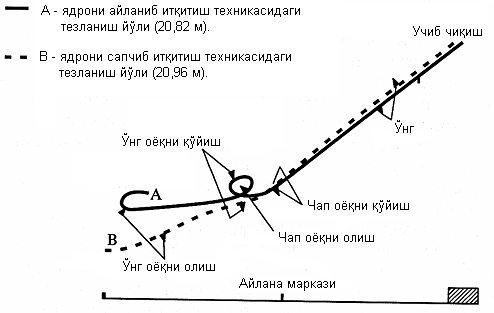 А - ядрони айланиб итқитиш техникасидаги
тезланиш йўли (20,82 м).
В - ядрони сапчиб итқитиш техникасидаги
тезланиш йўли (20,96 м).
Учиб чиқиш
Ўнг
Ўнг оёқни қўйиш
А
Чап оёқни қўйиш
В
Чап оёқни олиш
Ўнг оёқни олиш
Айлана маркази